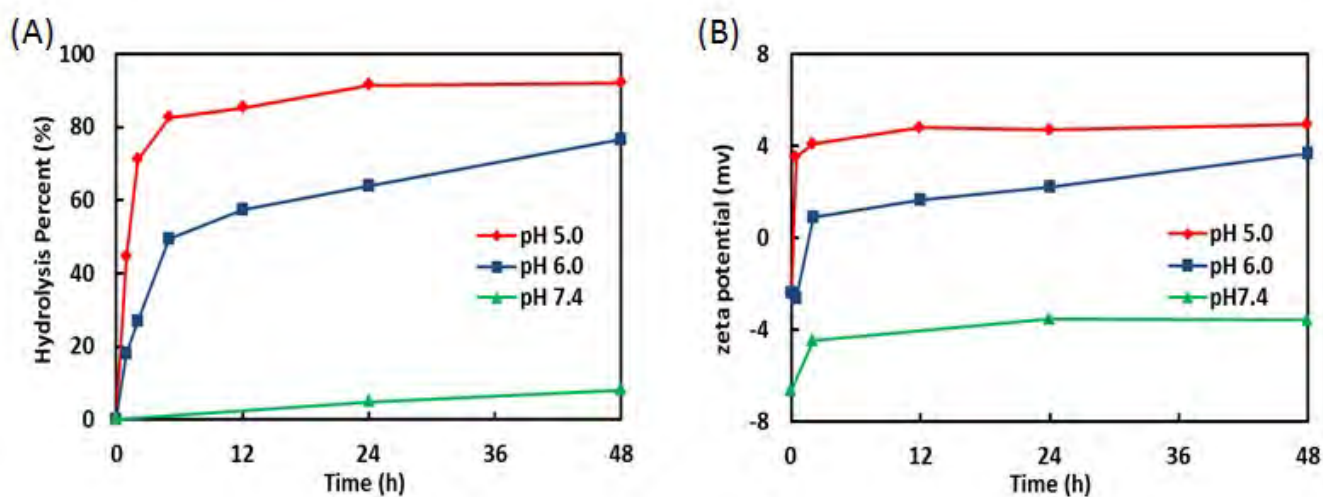 (A)
100
80
60
40
20
0
Hydrolysis Percent (%)
pH 5.0
pH 6.0
pH 7.4
0 12 24 36 48
Time (h)
(B)
8
4
0
-4
-8
zeta potential (mv)
pH 5.0
pH 6.0
pH7.4
0 12 24 36 48
Time (h)